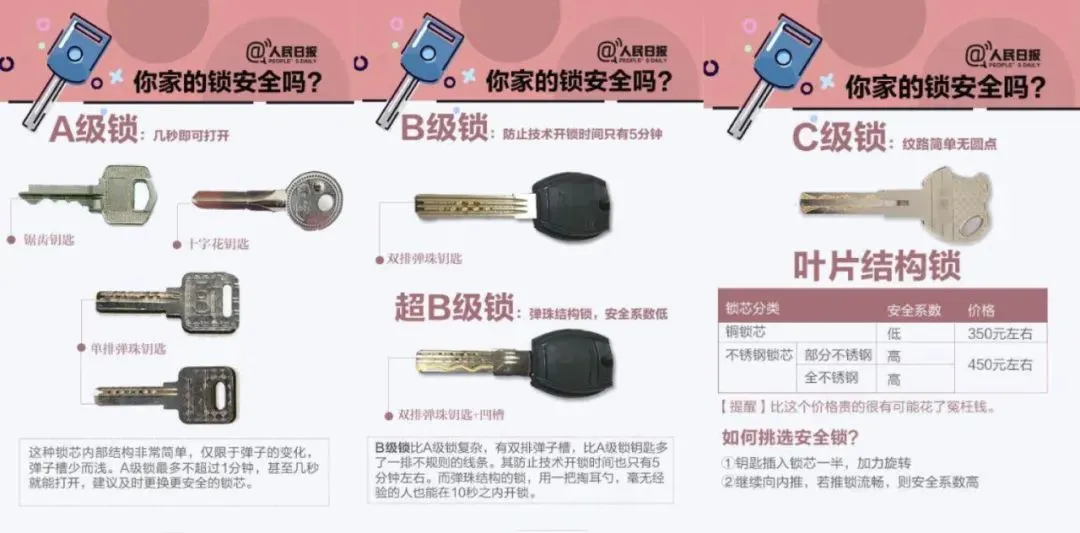 @人民日报
PEOPLE'S DAILY
你家的锁安全吗?
A级锁:几秒即可打开
锯齿钥匙
十字花钥匙
单排弹珠钥匙
这种锁芯内部结构非常简单，仅限于弹子的变化，
弹子槽少而浅。A级锁最多不超过1分钟，甚至几秒
就能打开，建议及时更换更安全的锁芯。
@人民日报
PEOPLE'S DAILY
你家的锁安全吗?
B级锁:防止技术开锁时间只有5分钟
双排弹珠钥匙
超B级锁:弹珠结构锁，安全系数低
双排弹珠钥匙+凹槽
B级锁比A级锁复杂，有双排弹子槽，比A级锁钥匙多
了一排不规则的线条。其防止技术开锁时间也只有5
分钟左右。而弹珠结构的锁，用一把掏耳勺，毫无经
验的人也能在10秒之内开锁。
@人民日报
PEOPLE'S DAILY
你家的锁安全吗?
C级锁:纹路简单无圆点
叶片结构锁
锁芯分类 安全系数 价格
铜锁芯 低 350元左右
不锈钢锁芯 部分不锈钢 高 450元左右
全不锈钢 高
【提醒】比这个价格贵的很有可能花了冤枉钱。
如何挑选安全锁?
①钥匙插入锁芯一半，加力旋转
②继续向内推，若推锁流畅，则安全系数高